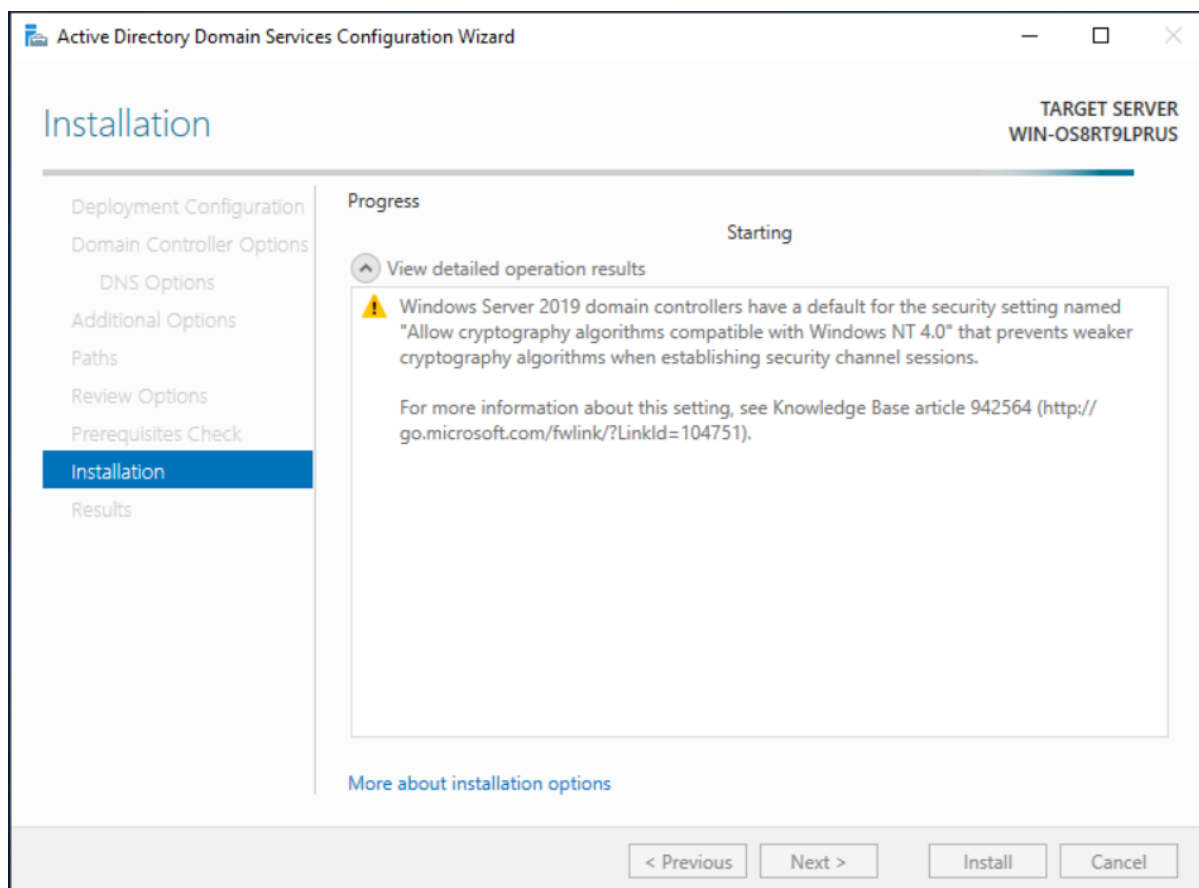 Active Directory Domain Services Configuration Wizard
Installation
TARGET SERVER
WIN-OS8RT9LPRUS
Deployment Configuration
Domain Controller Options
DNS Options
Additional Options
Paths
Review Options
Prerequisites Check
Installation
Results
Progress
Starting
View detailed operation results
Windows Server 2019 domain controllers have a default for the security setting named
"Allow cryptography algorithms compatible with Windows NT 4.0" that prevents weaker
cryptography algorithms when establishing security channel sessions.
For more information about this setting, see Knowledge Base article 942564 (http://
go.microsoft.com/fwlink/?LinkId=104751).
More about installation options
< Previous
Next >
Install
Cancel